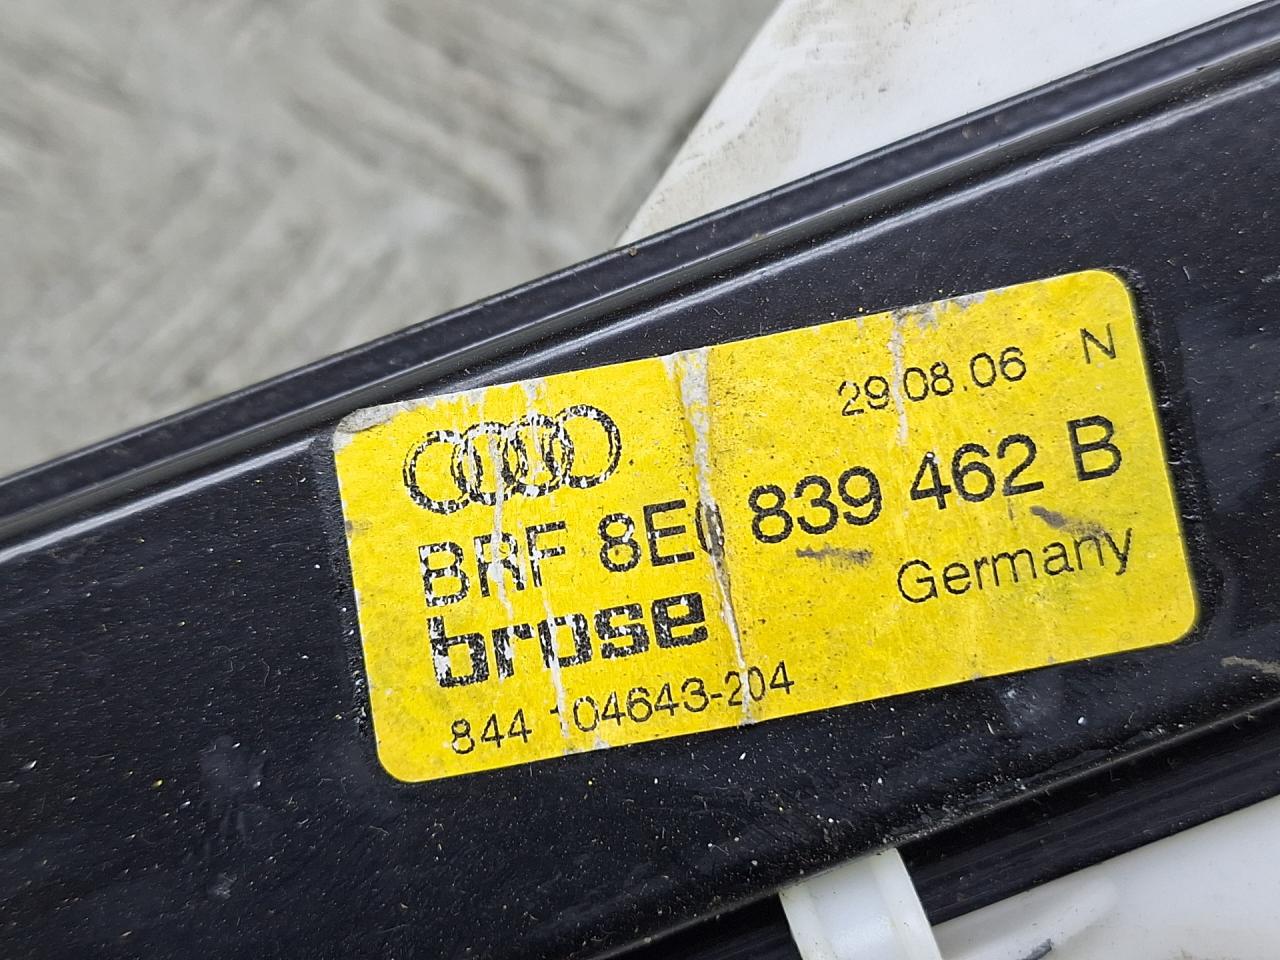 29.08.06 N
BRF 8E0 839 462 B
brose Germany
844 104643-204